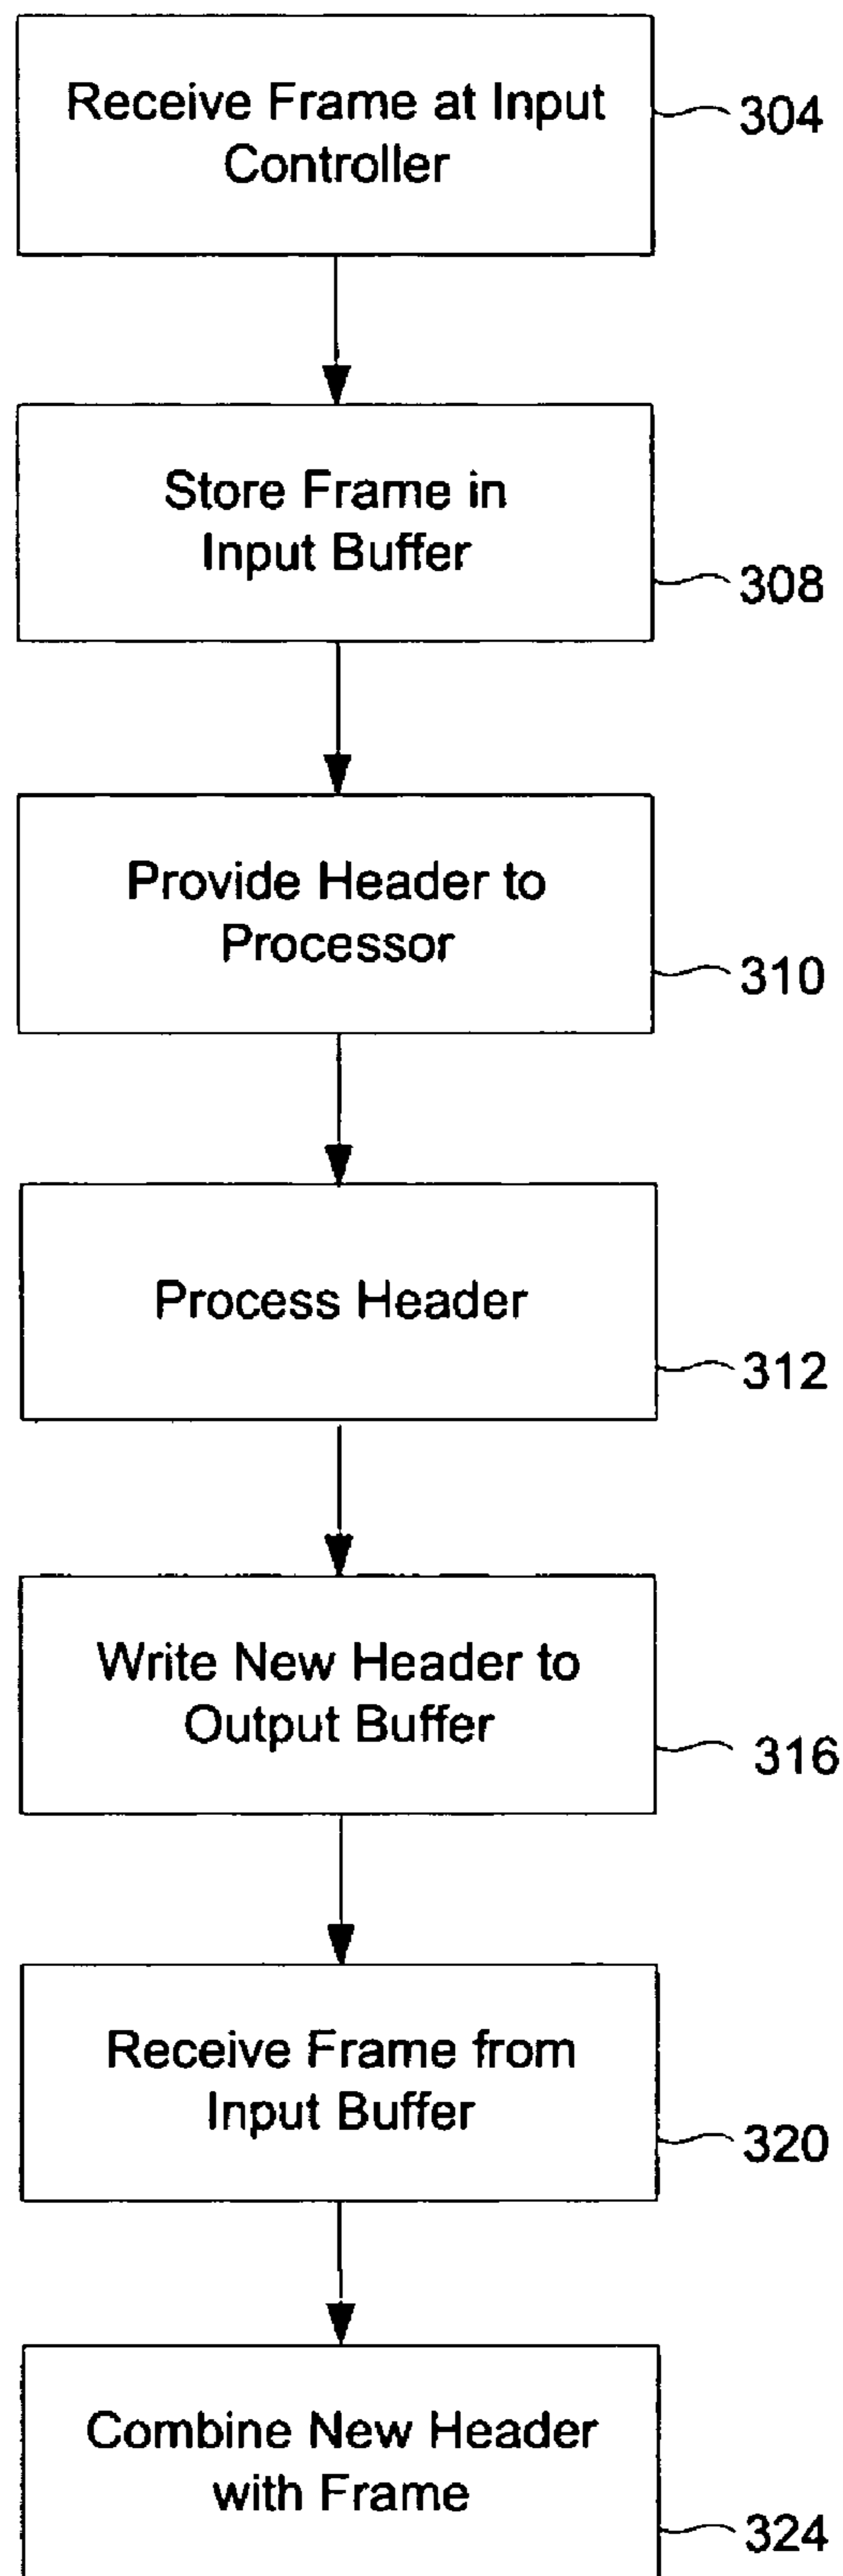 Receive Frame at Input
Controller
304
Store Frame in
Input Buffer
308
Provide Header to
Processor
310
Process Header
312
Write New Header to
Output Buffer
316
Receive Frame from
Input Buffer
320
Combine New Header
with Frame
324